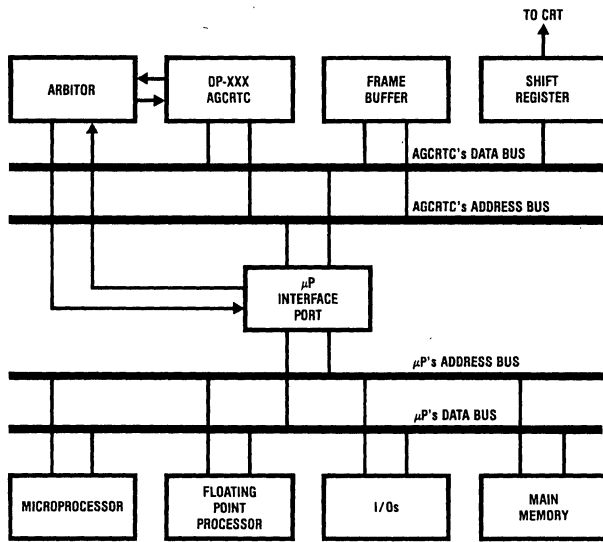 TO CRT
ARBITOR
DP-XXX
AGCRTC
FRAME
BUFFER
SHIFT
REGISTER
AGCRTC's DATA BUS
AGCRTC's ADDRESS BUS
μP
INTERFACE
PORT
μP's ADDRESS BUS
μP's DATA BUS
MICROPROCESSOR
FLOATING
POINT
PROCESSOR
I/Os
MAIN
MEMORY